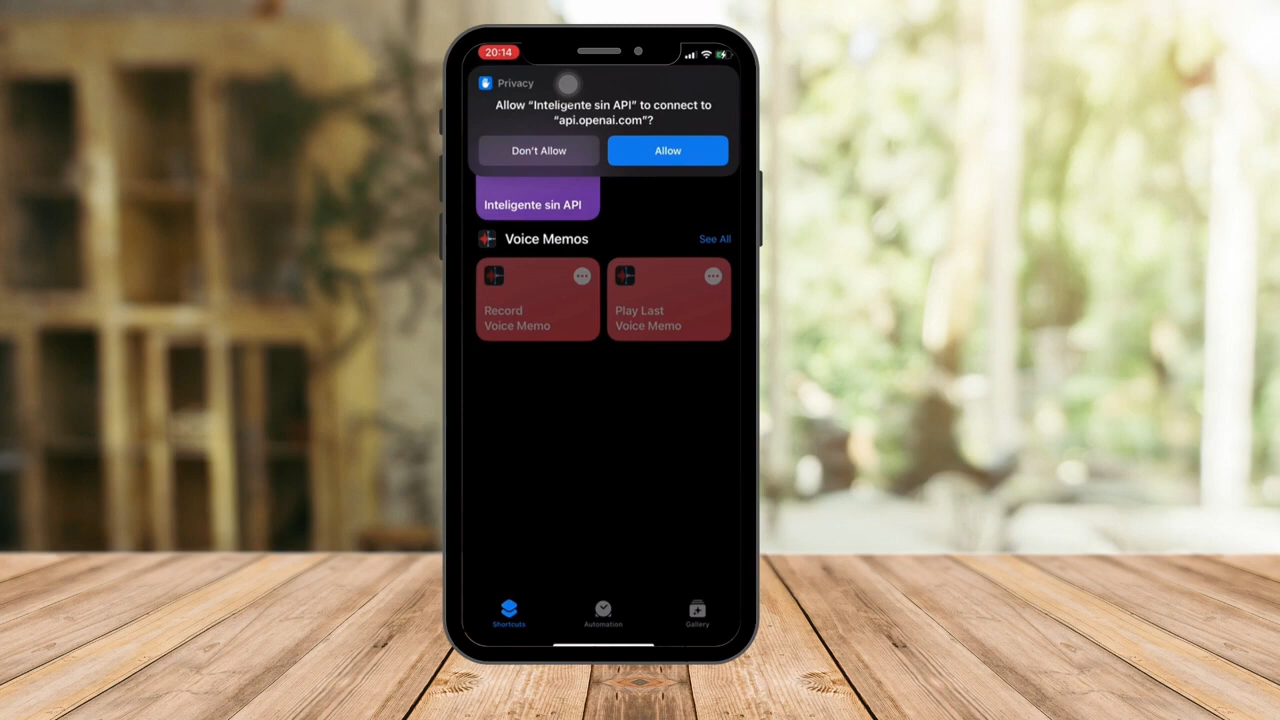 20:14
Privacy
Allow “Inteligente sin API” to connect to
“api.openai.com”?
Don't Allow
Allow
Inteligente sin API
Voice Memos
See All
Record
Voice Memo
Play Last
Voice Memo
Shortcuts
Automation
Gallery